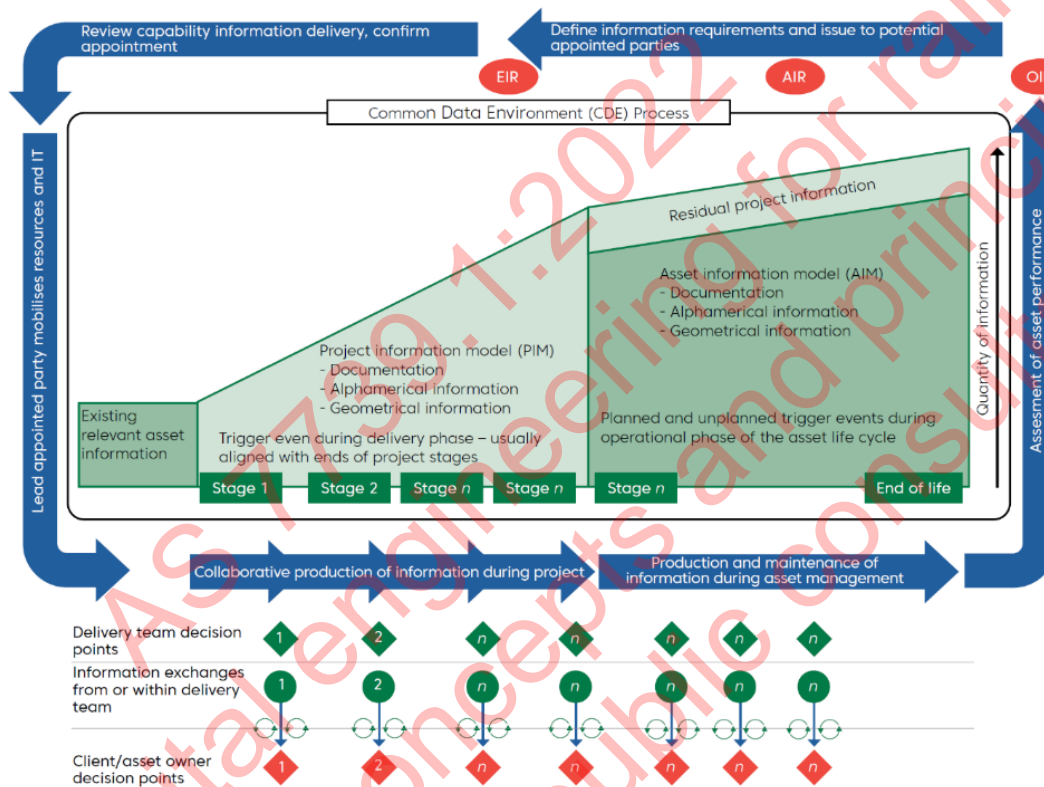 Review capability information delivery, confirm
appointment
Define information requirements and issue to potential
appointed parties
EIR
AIR
Common Data Environment (CDE) Process
Lead appointed party mobilises resources and IT
Residual project information
Asset information model (AIM)
- Documentation
- Alphamerical information
- Geometrical information
Quantity of information
Assesment of asset performance
Project information model (PIM)
- Documentation
- Alphamerical information
- Geometrical information
Existing
relevant asset
information
Trigger even during delivery phase – usually
aligned with ends of project stages
Planned and unplanned trigger events during
operational phase of the asset life cycle
Stage 1
Stage 2
Stage n
Stage n
Stage n
End of life
Collaborative production of information during project
Production and maintenance of
information during asset management
Delivery team decision
points
1 2 n n n n n
Information exchanges
from or within delivery
team
1 2 n n n n n
Client/asset owner
decision points
1 2 n n n n n
AS 7739.1:2022
digital engineering for rail
concepts and princi
public consult